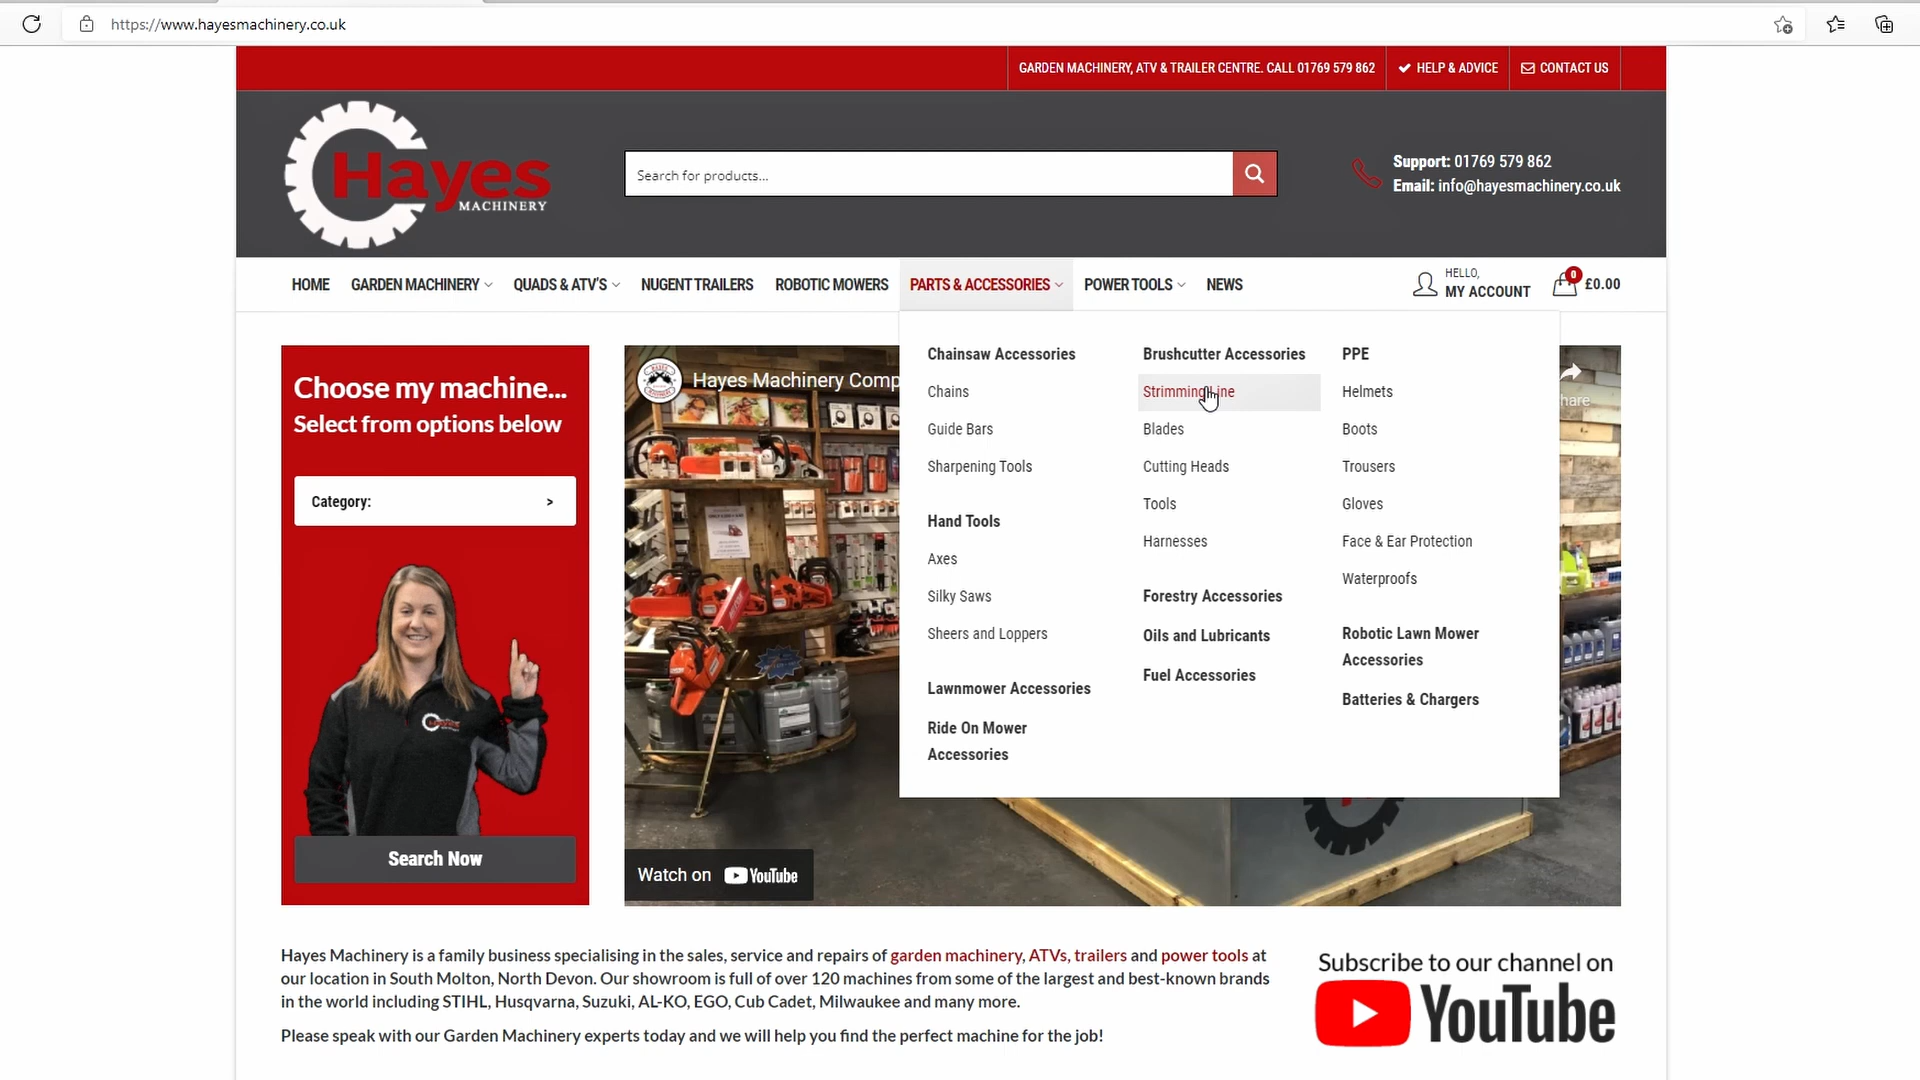 https://www.hayesmachinery.co.uk
GARDEN MACHINERY, ATV & TRAILER CENTRE. CALL 01769 579 862
HELP & ADVICE
CONTACT US
Hayes
MACHINERY
Search for products...
Support: 01769 579 862
Email: info@hayesmachinery.co.uk
HOME
GARDEN MACHINERY
QUADS & ATV'S
NUGENT TRAILERS
ROBOTIC MOWERS
PARTS & ACCESSORIES
POWER TOOLS
NEWS
HELLO,
MY ACCOUNT
0
£0.00
Choose my machine...
Select from options below
Category: >
Search Now
Hayes Machinery Comp
hare
Watch on YouTube
Chainsaw Accessories
Chains
Guide Bars
Sharpening Tools
Hand Tools
Axes
Silky Saws
Sheers and Loppers
Lawnmower Accessories
Ride On Mower
Accessories
Brushcutter Accessories
Strimming Line
Blades
Cutting Heads
Tools
Harnesses
Forestry Accessories
Oils and Lubricants
Fuel Accessories
PPE
Helmets
Boots
Trousers
Gloves
Face & Ear Protection
Waterproofs
Robotic Lawn Mower
Accessories
Batteries & Chargers
Hayes Machinery is a family business specialising in the sales, service and repairs of garden machinery, ATVs, trailers and power tools at
our location in South Molton, North Devon. Our showroom is full of over 120 machines from some of the largest and best-known brands
in the world including STIHL, Husqvarna, Suzuki, AL-KO, EGO, Cub Cadet, Milwaukee and many more.
Please speak with our Garden Machinery experts today and we will help you find the perfect machine for the job!
Subscribe to our channel on
YouTube